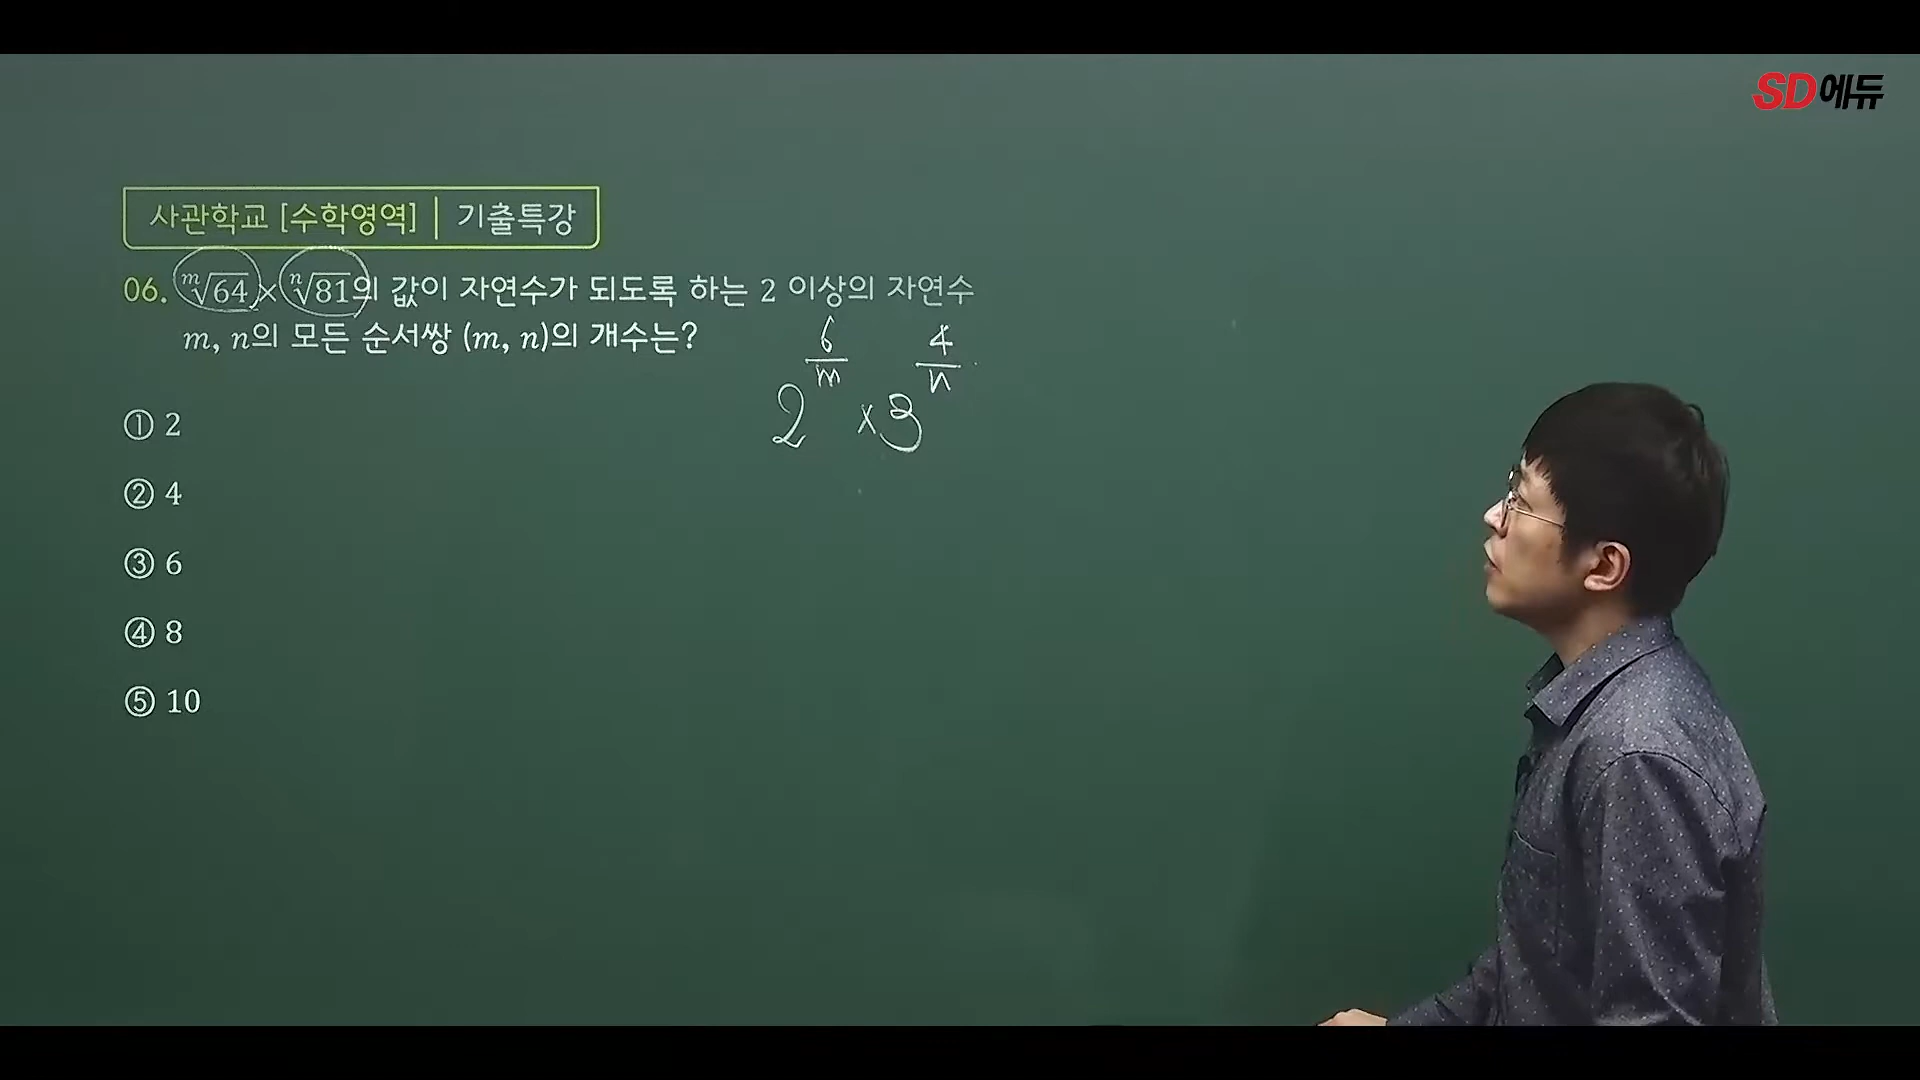 SD에듀
사관학교 [수학영역] | 기출특강
06. ᵐ√64 × ⁿ√81의 값이 자연수가 되도록 하는 2 이상의 자연수
m, n의 모든 순서쌍 (m, n)의 개수는?
2^(6/m) × 3^(4/n)
① 2
② 4
③ 6
④ 8
⑤ 10